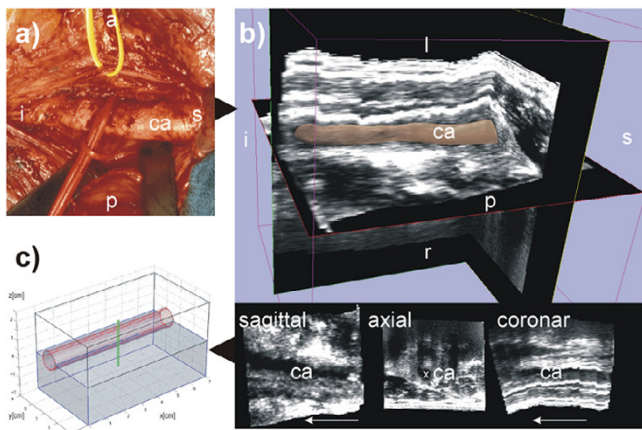 a)
a
i
ca
s
p
b)
l
ca
i
s
p
r
c)
z[cm]
y[cm]
x[cm]
sagittal
axial
coronar
ca
x ca
ca